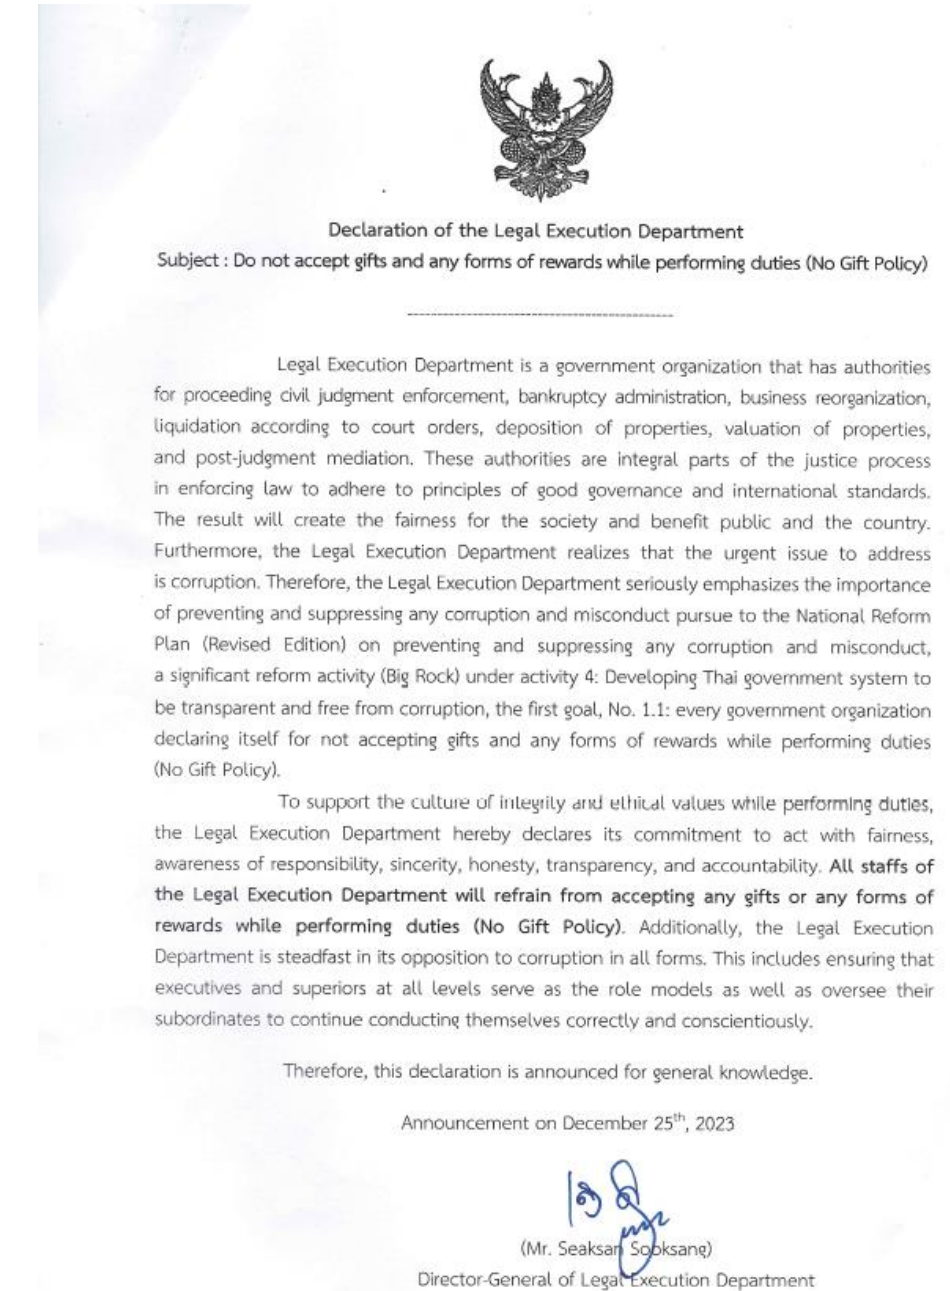 Declaration of the Legal Execution Department
Subject : Do not accept gifts and any forms of rewards while performing duties (No Gift Policy)
Legal Execution Department is a government organization that has authorities
for proceeding civil judgment enforcement, bankruptcy administration, business reorganization,
liquidation according to court orders, deposition of properties, valuation of properties,
and post-judgment mediation. These authorities are integral parts of the justice process
in enforcing law to adhere to principles of good governance and international standards.
The result will create the fairness for the society and benefit public and the country.
Furthermore, the Legal Execution Department realizes that the urgent issue to address
is corruption. Therefore, the Legal Execution Department seriously emphasizes the importance
of preventing and suppressing any corruption and misconduct pursue to the National Reform
Plan (Revised Edition) on preventing and suppressing any corruption and misconduct,
a significant reform activity (Big Rock) under activity 4: Developing Thai government system to
be transparent and free from corruption, the first goal, No. 1.1: every government organization
declaring itself for not accepting gifts and any forms of rewards while performing duties
(No Gift Policy).
To support the culture of integrity and ethical values while performing duties,
the Legal Execution Department hereby declares its commitment to act with fairness,
awareness of responsibility, sincerity, honesty, transparency, and accountability. All staffs of
the Legal Execution Department will refrain from accepting any gifts or any forms of
rewards while performing duties (No Gift Policy). Additionally, the Legal Execution
Department is steadfast in its opposition to corruption in all forms. This includes ensuring that
executives and superiors at all levels serve as the role models as well as oversee their
subordinates to continue conducting themselves correctly and conscientiously.
Therefore, this declaration is announced for general knowledge.
Announcement on December 25th, 2023
(Mr. Seaksan Sooksang)
Director-General of Legal Execution Department